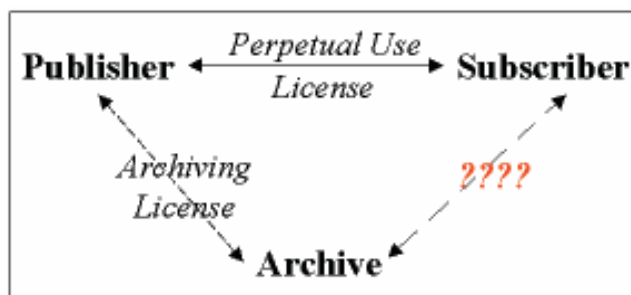 Perpetual Use
Publisher
Subscriber
License
Archiving
License
????
Archive